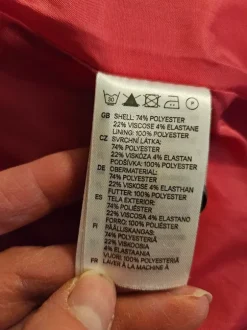 GB SHELL: 74% POLYESTER
22% VISCOSE 4% ELASTANE
LINING: 100% POLYESTER
CZ SVRCHNÍ LÁTKA:
74% POLYESTER
22% VISKÓZA 4% ELASTAN
PODŠÍVKA: 100% POLYESTER
DE OBERMATERIAL:
74% POLYESTER
22% VISKOSE 4% ELASTHAN
FUTTER: 100% POLYESTER
ES TELA EXTERIOR:
74% POLIÉSTER
22% VISCOSA 4% ELASTANO
FORRO: 100% POLIÉSTER
FI PÄÄLLISKANGAS:
74% POLYESTERIÄ
22% VISKOOSIA
4% ELASTAANIA
VUORI: 100% POLYESTERIÄ
FR LAVER À LA MACHINE À